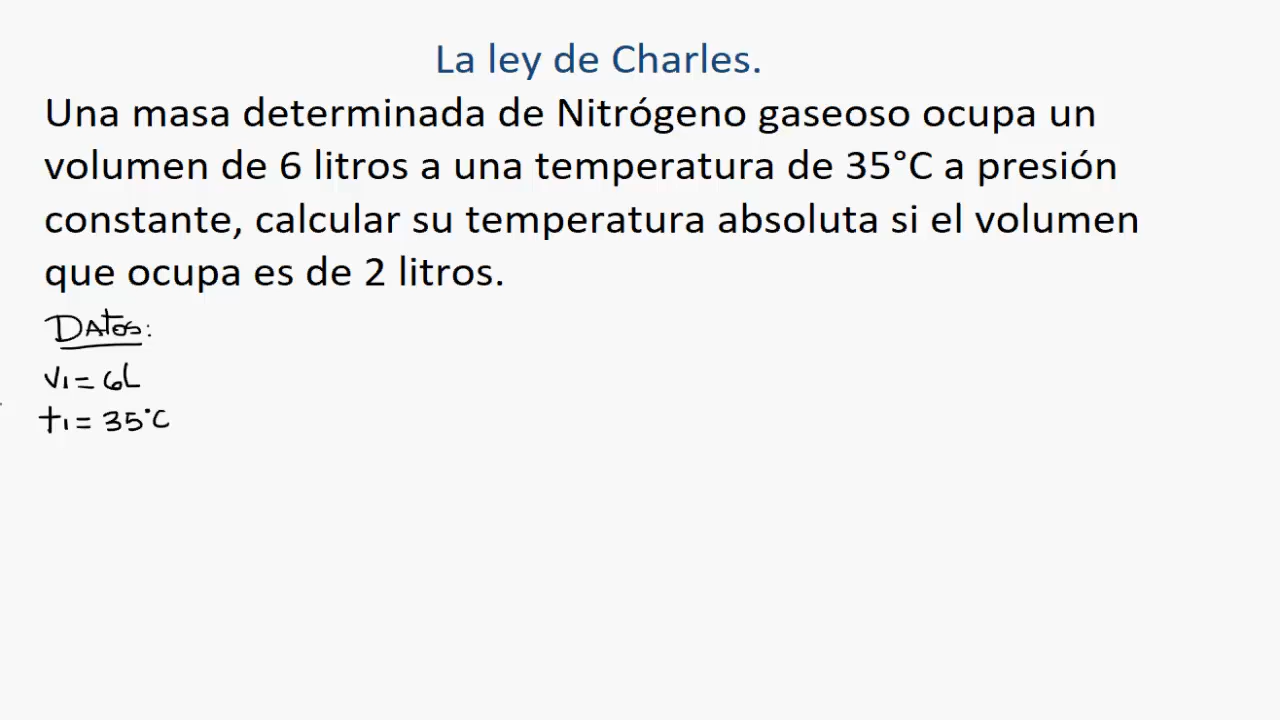 La ley de Charles.
Una masa determinada de Nitrógeno gaseoso ocupa un
volumen de 6 litros a una temperatura de 35°C a presión
constante, calcular su temperatura absoluta si el volumen
que ocupa es de 2 litros.
DAtos:
V1 = 6L
t1 = 35°C